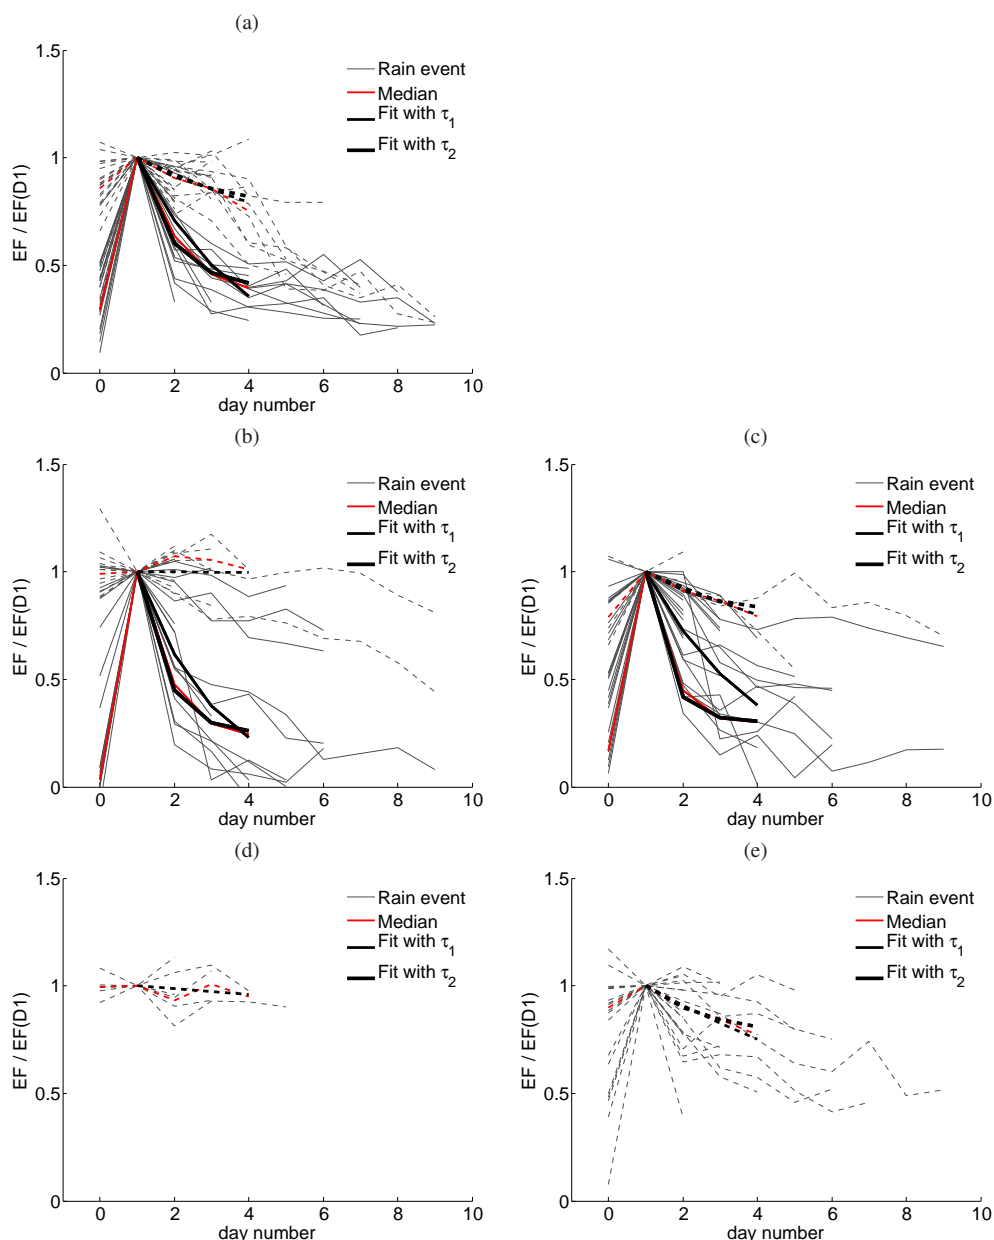 (a)
1.5
1
0.5
0
EF / EF(D1)
0 2 4 6 8 10
day number
Rain event
Median
Fit with τ1
Fit with τ2
(b)
1.5
1
0.5
0
EF / EF(D1)
0 2 4 6 8 10
day number
Rain event
Median
Fit with τ1
Fit with τ2
(c)
1.5
1
0.5
0
EF / EF(D1)
0 2 4 6 8 10
day number
Rain event
Median
Fit with τ1
Fit with τ2
(d)
1.5
1
0.5
0
EF / EF(D1)
0 2 4 6 8 10
day number
Rain event
Median
Fit with τ1
Fit with τ2
(e)
1.5
1
0.5
0
EF / EF(D1)
0 2 4 6 8 10
day number
Rain event
Median
Fit with τ1
Fit with τ2